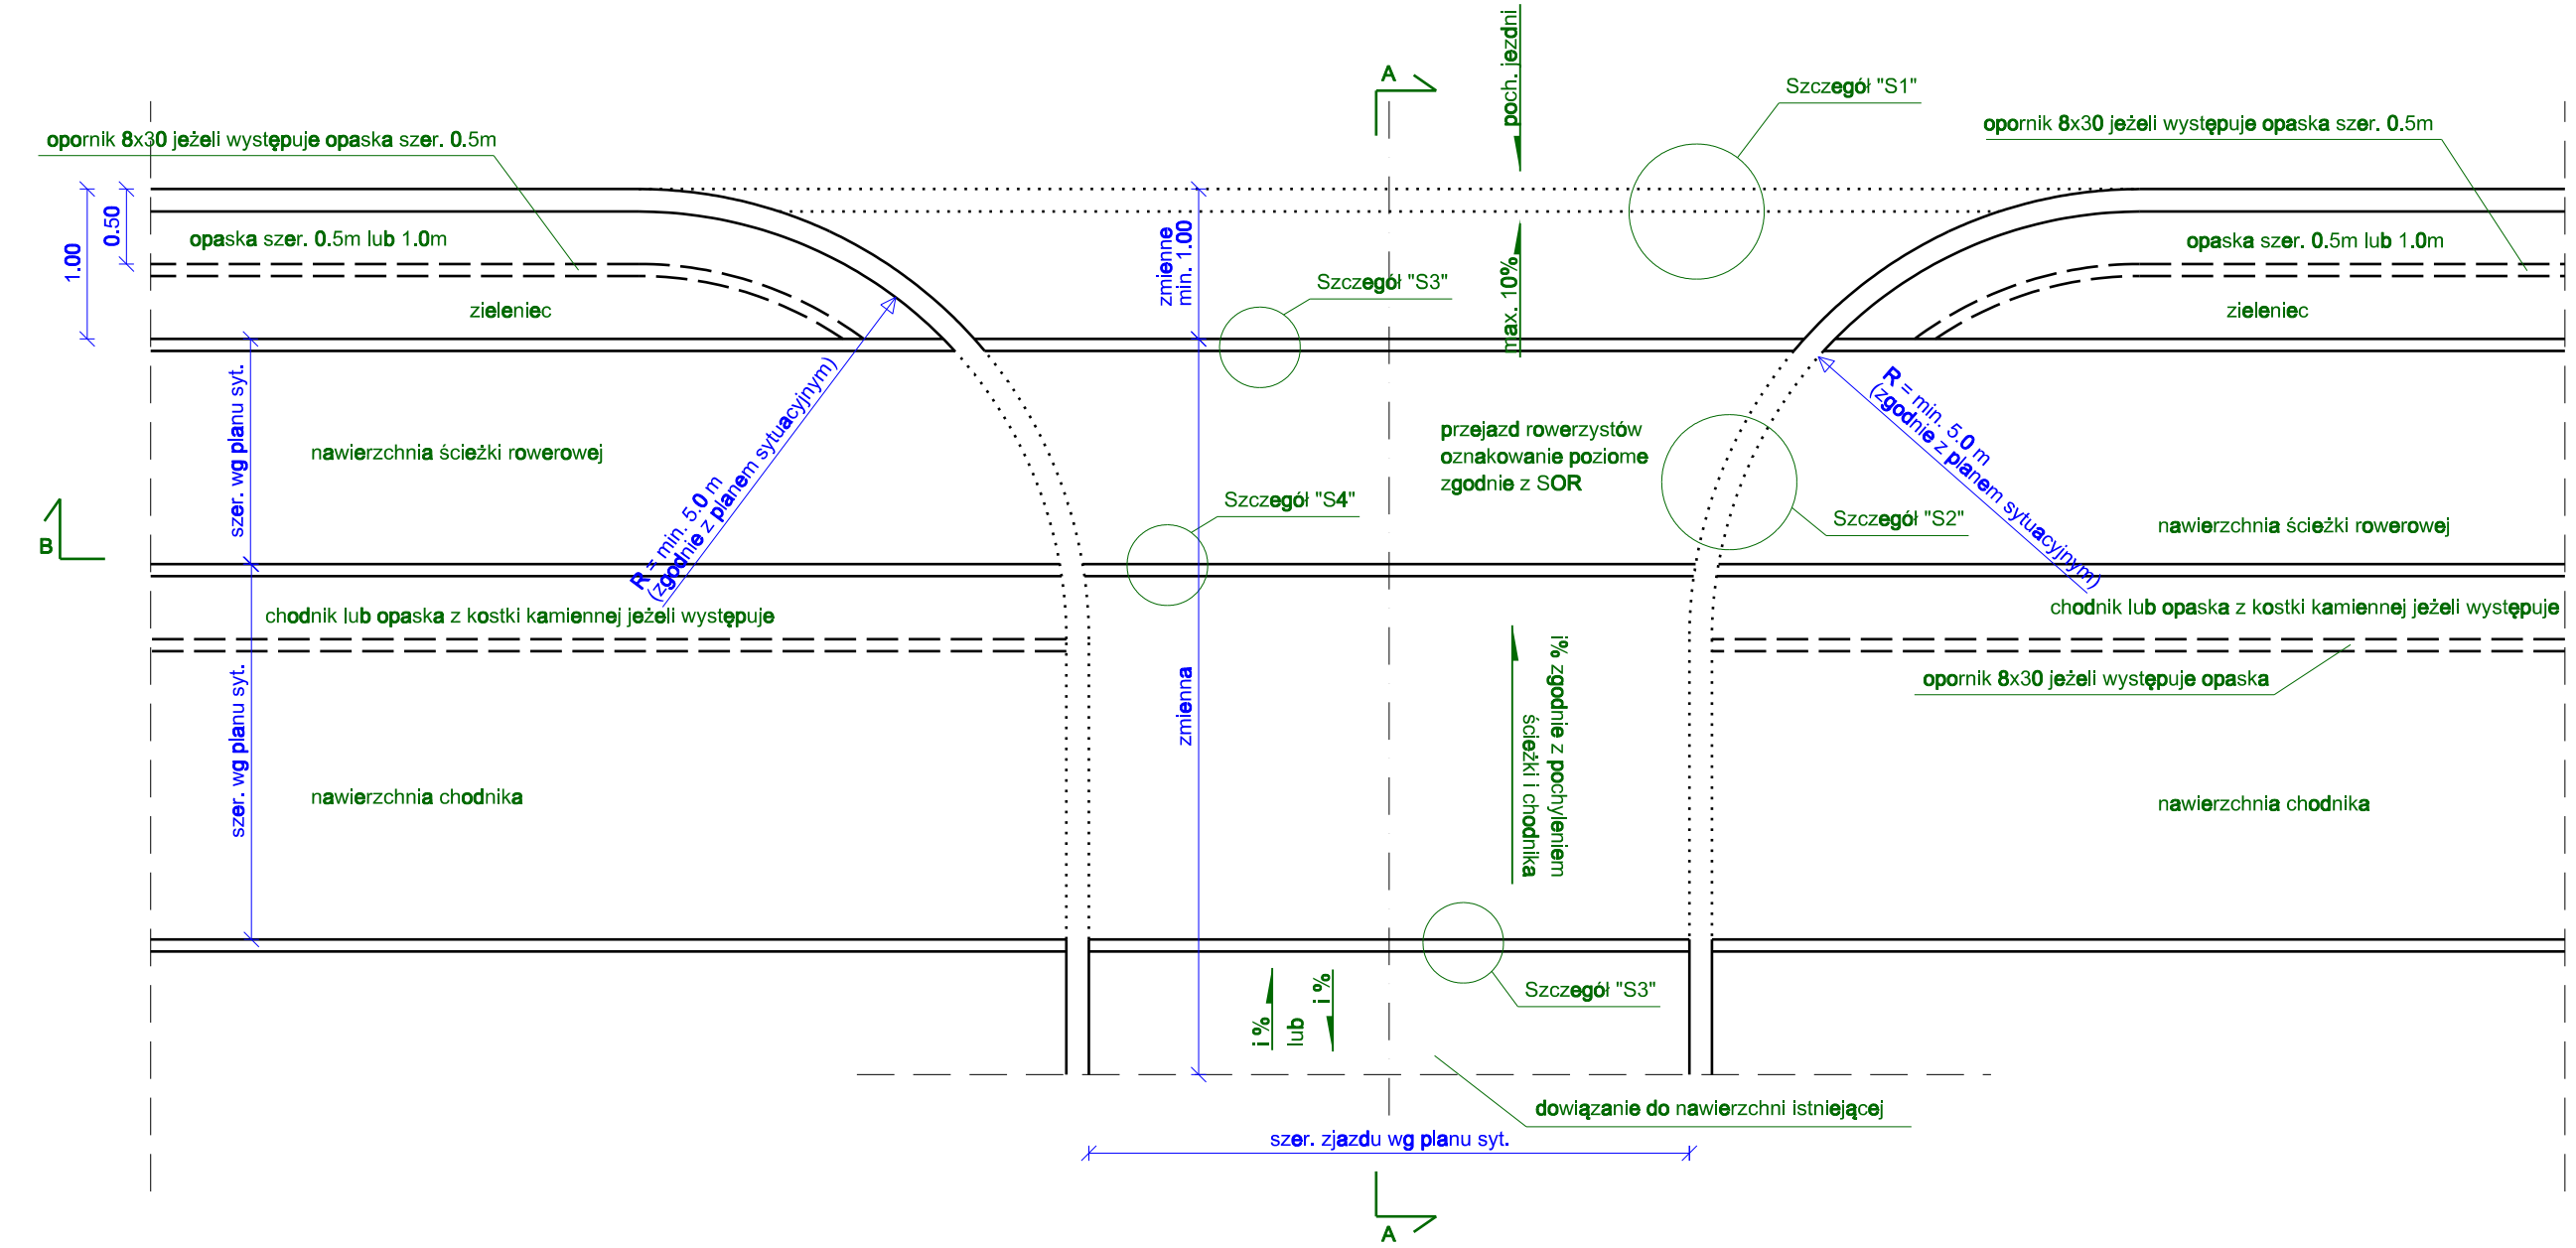 A
poch. jezdni
Szczegół "S1"
opornik 8x30 jeżeli występuje opaska szer. 0.5m
opornik 8x30 jeżeli występuje opaska szer. 0.5m
1.00
0.50
opaska szer. 0.5m lub 1.0m
zmienne
min. 1.00
max. 10%
opaska szer. 0.5m lub 1.0m
Szczegół "S3"
zieleniec
zieleniec
szer. wg planu syt.
nawierzchnia ścieżki rowerowej
R = min. 5.0 m
(zgodnie z planem sytuacyjnym)
przejazd rowerzystów
oznakowanie poziome
zgodnie z SOR
R = min. 5.0 m
(zgodnie z planem sytuacyjnym)
Szczegół "S4"
Szczegół "S2"
nawierzchnia ścieżki rowerowej
B
chodnik lub opaska z kostki kamiennej jeżeli występuje
chodnik lub opaska z kostki kamiennej jeżeli występuje
szer. wg planu syt.
zmienna
i% zgodnie z pochyleniem
ścieżki i chodnika
opornik 8x30 jeżeli występuje opaska
nawierzchnia chodnika
nawierzchnia chodnika
Szczegół "S3"
i %
lub
i %
dowiązanie do nawierzchni istniejącej
szer. zjazdu wg planu syt.
A